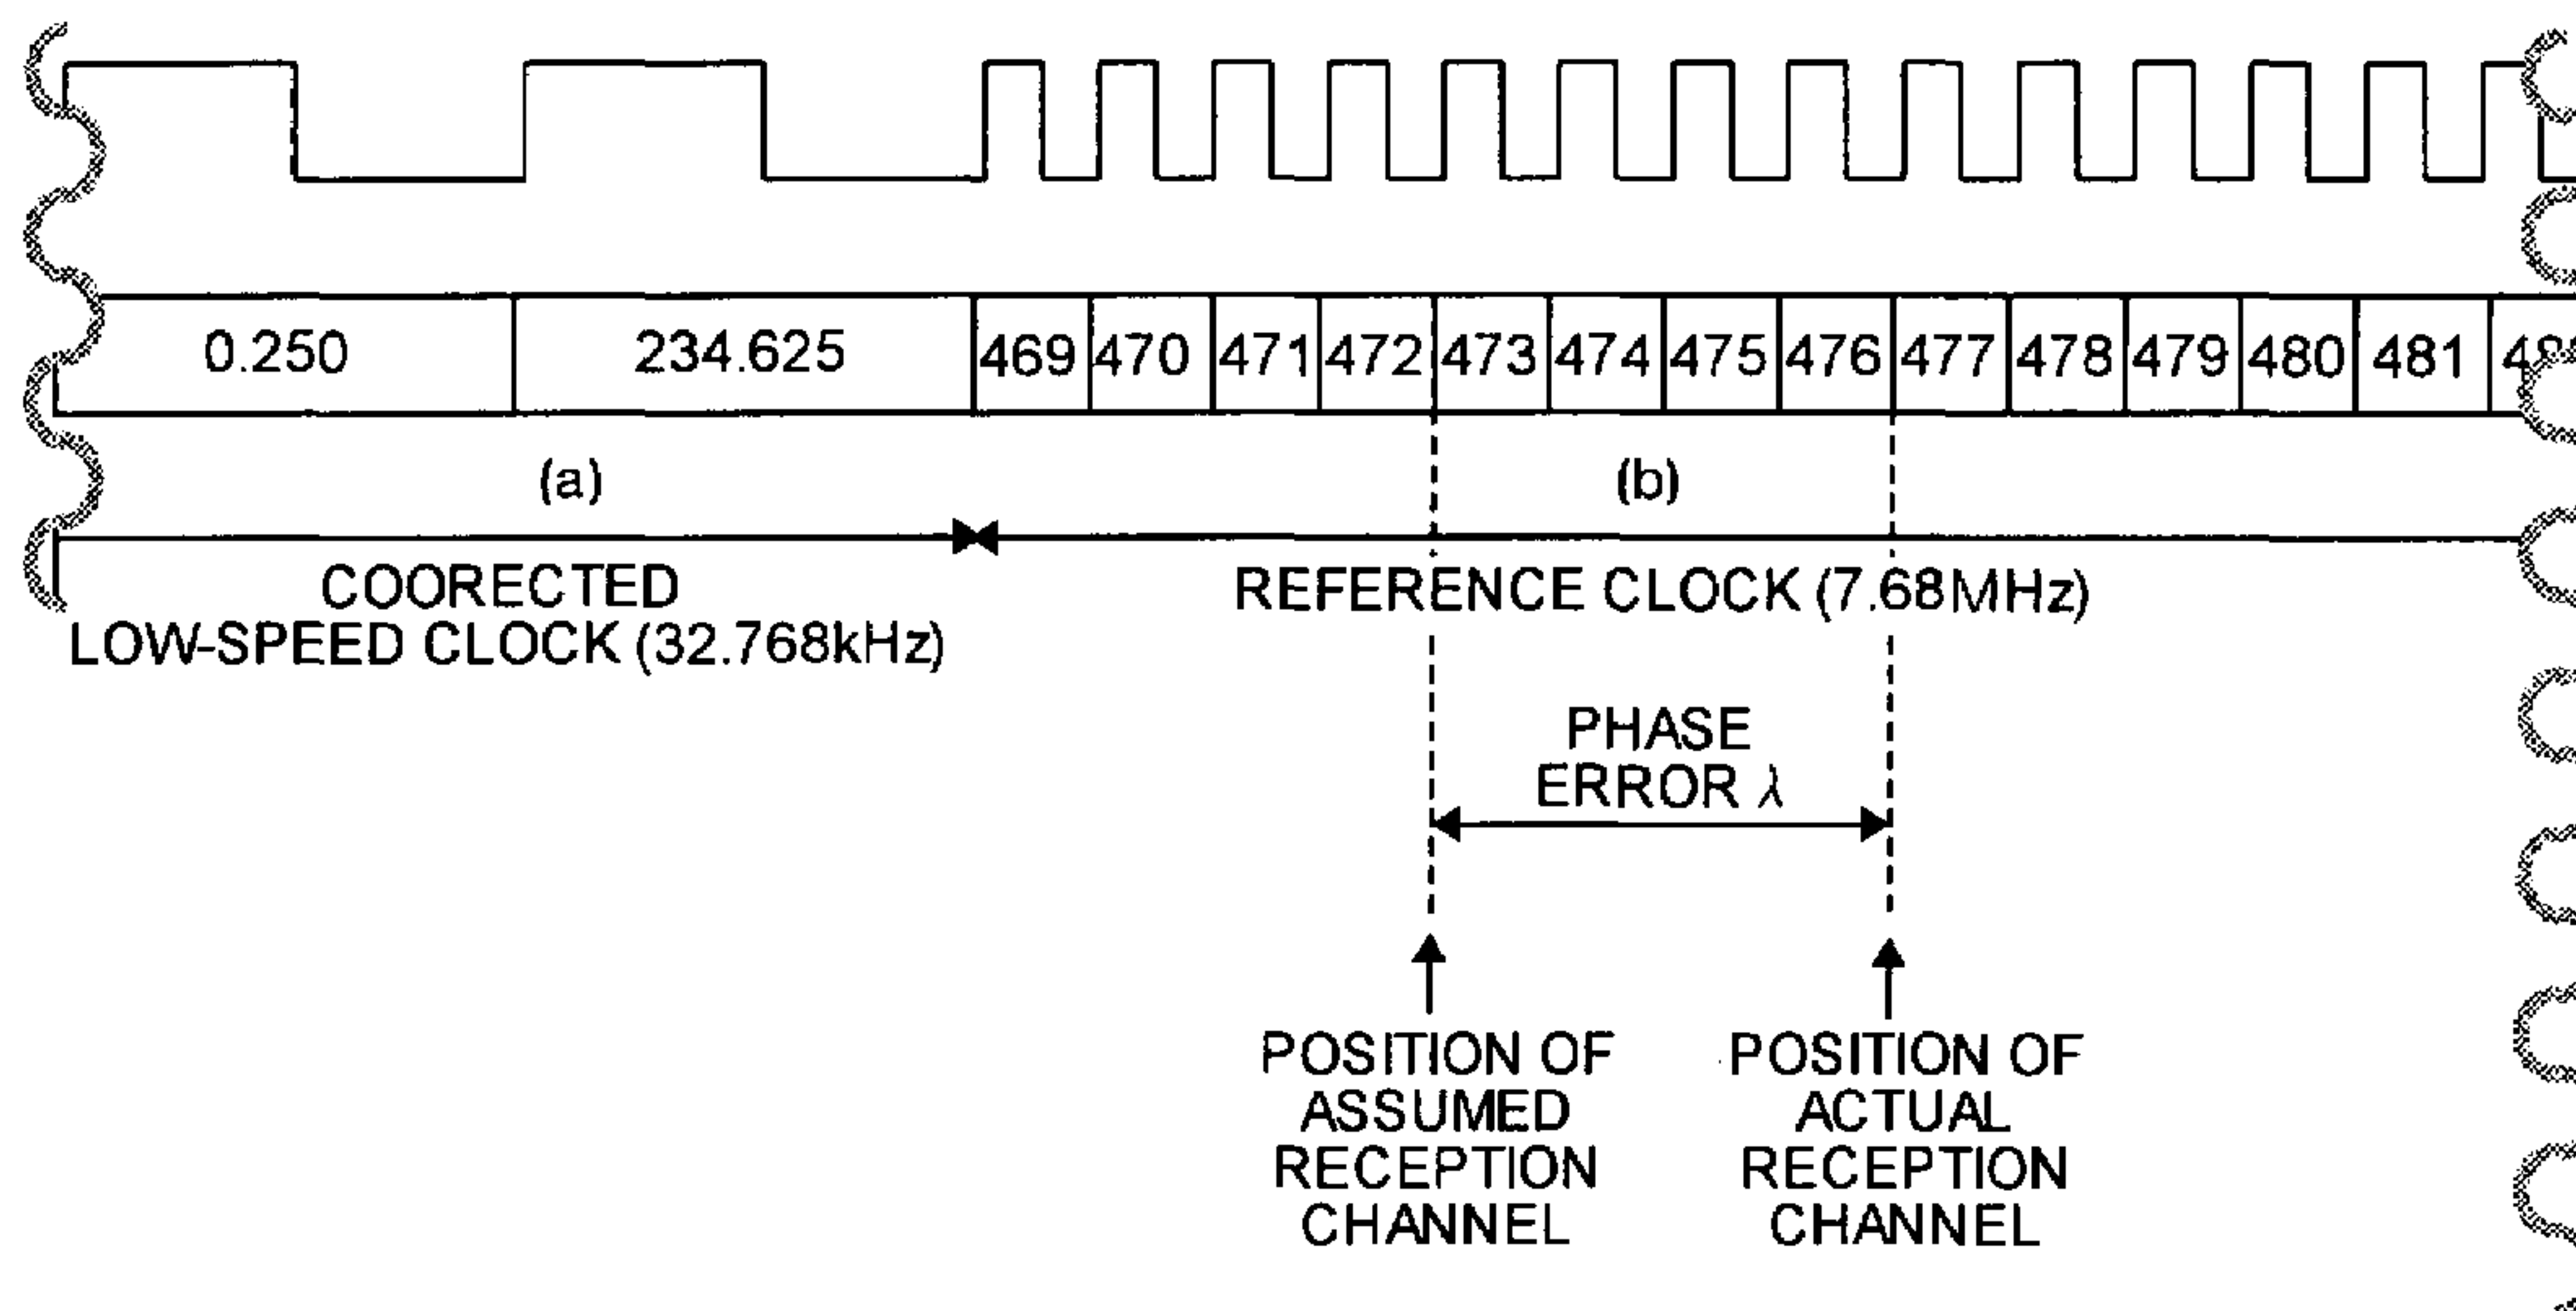 0.250 234.625 469 470 471 472 473 474 475 476 477 478 479 480 481
(a) (b)
COORECTED
LOW-SPEED CLOCK (32.768kHz)
REFERENCE CLOCK (7.68MHz)
PHASE
ERROR λ
POSITION OF
ASSUMED
RECEPTION
CHANNEL
POSITION OF
ACTUAL
RECEPTION
CHANNEL